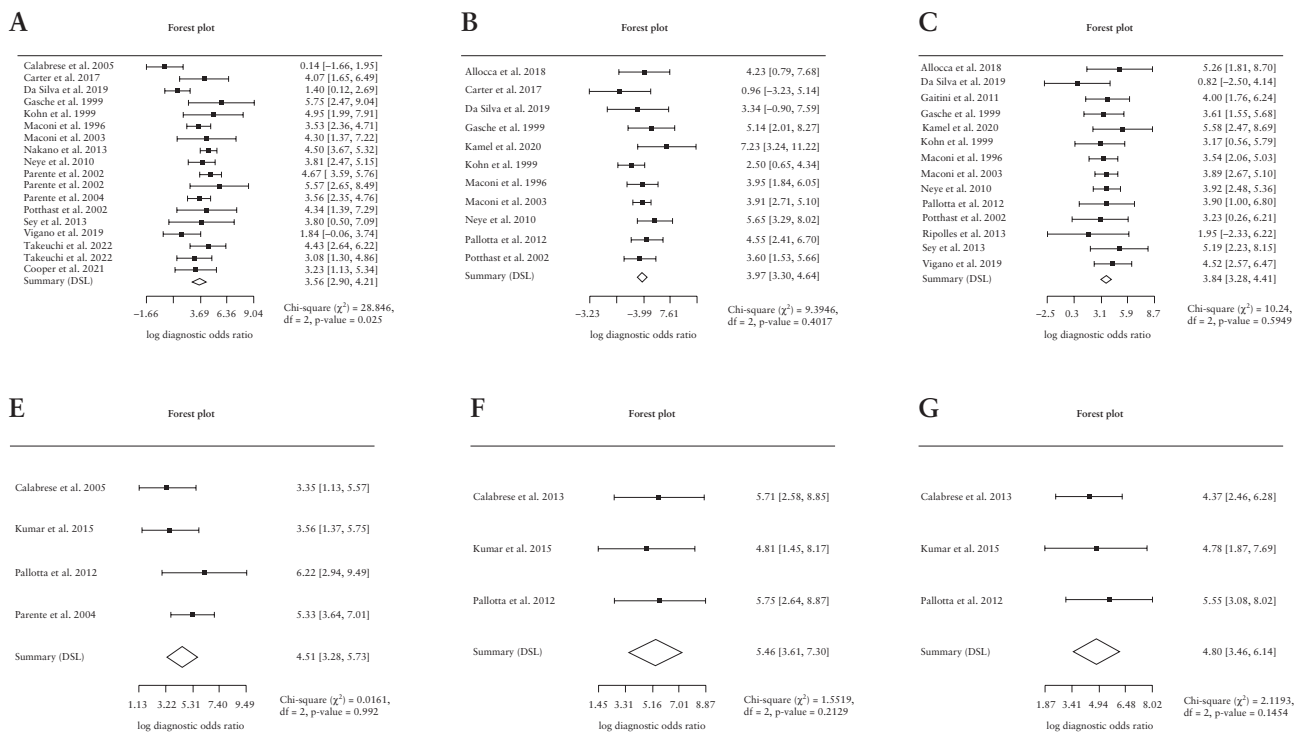 A
Forest plot
Calabrese et al. 2005 0.14 [−1.66, 1.95]
Carter et al. 2017 4.07 [1.65, 6.49]
Da Silva et al. 2019 1.40 [0.12, 2.69]
Gasche et al. 1999 5.75 [2.47, 9.04]
Kohn et al. 1999 4.95 [1.99, 7.91]
Maconi et al. 1996 3.53 [2.36, 4.71]
Maconi et al. 2003 4.30 [1.37, 7.22]
Nakano et al. 2013 4.50 [3.67, 5.32]
Neye et al. 2010 3.81 [2.47, 5.15]
Parente et al. 2002 4.67 [ 3.59, 5.76]
Parente et al. 2002 5.57 [2.65, 8.49]
Parente et al. 2004 3.56 [2.35, 4.76]
Potthast et al. 2002 4.34 [1.39, 7.29]
Sey et al. 2013 3.80 [0.50, 7.09]
Vigano et al. 2019 1.84 [−0.06, 3.74]
Takeuchi et al. 2022 4.43 [2.64, 6.22]
Takeuchi et al. 2022 3.08 [1.30, 4.86]
Cooper et al. 2021 3.23 [1.13, 5.34]
Summary (DSL) 3.56 [2.90, 4.21]
−1.66 3.69 6.36 9.04
log diagnostic odds ratio
Chi-square (χ²) = 28.846,
df = 2, p-value = 0.025
B
Forest plot
Allocca et al. 2018 4.23 [0.79, 7.68]
Carter et al. 2017 0.96 [−3.23, 5.14]
Da Silva et al. 2019 3.34 [−0.90, 7.59]
Gasche et al. 1999 5.14 [2.01, 8.27]
Kamel et al. 2020 7.23 [3.24, 11.22]
Kohn et al. 1999 2.50 [0.65, 4.34]
Maconi et al. 1996 3.95 [1.84, 6.05]
Maconi et al. 2003 3.91 [2.71, 5.10]
Neye et al. 2010 5.65 [3.29, 8.02]
Pallotta et al. 2012 4.55 [2.41, 6.70]
Potthast et al. 2002 3.60 [1.53, 5.66]
Summary (DSL) 3.97 [3.30, 4.64]
−3.23 −3.99 7.61
log diagnostic odds ratio
Chi-square (χ²) = 9.3946,
df = 2, p-value = 0.4017
C
Forest plot
Allocca et al. 2018 5.26 [1.81, 8.70]
Da Silva et al. 2019 0.82 [−2.50, 4.14]
Gaitini et al. 2011 4.00 [1.76, 6.24]
Gasche et al. 1999 3.61 [1.55, 5.68]
Kamel et al. 2020 5.58 [2.47, 8.69]
Kohn et al. 1999 3.17 [0.56, 5.79]
Maconi et al. 1996 3.54 [2.06, 5.03]
Maconi et al. 2003 3.89 [2.67, 5.10]
Neye et al. 2010 3.92 [2.48, 5.36]
Pallotta et al. 2012 3.90 [1.00, 6.80]
Potthast et al. 2002 3.23 [0.26, 6.21]
Ripolles et al. 2013 1.95 [−2.33, 6.22]
Sey et al. 2013 5.19 [2.23, 8.15]
Vigano et al. 2019 4.52 [2.57, 6.47]
Summary (DSL) 3.84 [3.28, 4.41]
−2.5 0.3 3.1 5.9 8.7
log diagnostic odds ratio
Chi-square (χ²) = 10.24,
df = 2, p-value = 0.5949
E
Forest plot
Calabrese et al. 2005 3.35 [1.13, 5.57]
Kumar et al. 2015 3.56 [1.37, 5.75]
Pallotta et al. 2012 6.22 [2.94, 9.49]
Parente et al. 2004 5.33 [3.64, 7.01]
Summary (DSL) 4.51 [3.28, 5.73]
1.13 3.22 5.31 7.40 9.49
log diagnostic odds ratio
Chi-square (χ²) = 0.0161,
df = 2, p-value = 0.992
F
Forest plot
Calabrese et al. 2013 5.71 [2.58, 8.85]
Kumar et al. 2015 4.81 [1.45, 8.17]
Pallotta et al. 2012 5.75 [2.64, 8.87]
Summary (DSL) 5.46 [3.61, 7.30]
1.45 3.31 5.16 7.01 8.87
log diagnostic odds ratio
Chi-square (χ²) = 1.5519,
df = 2, p-value = 0.2129
G
Forest plot
Calabrese et al. 2013 4.37 [2.46, 6.28]
Kumar et al. 2015 4.78 [1.87, 7.69]
Pallotta et al. 2012 5.55 [3.08, 8.02]
Summary (DSL) 4.80 [3.46, 6.14]
1.87 3.41 4.94 6.48 8.02
log diagnostic odds ratio
Chi-square (χ²) = 2.1193,
df = 2, p-value = 0.1454